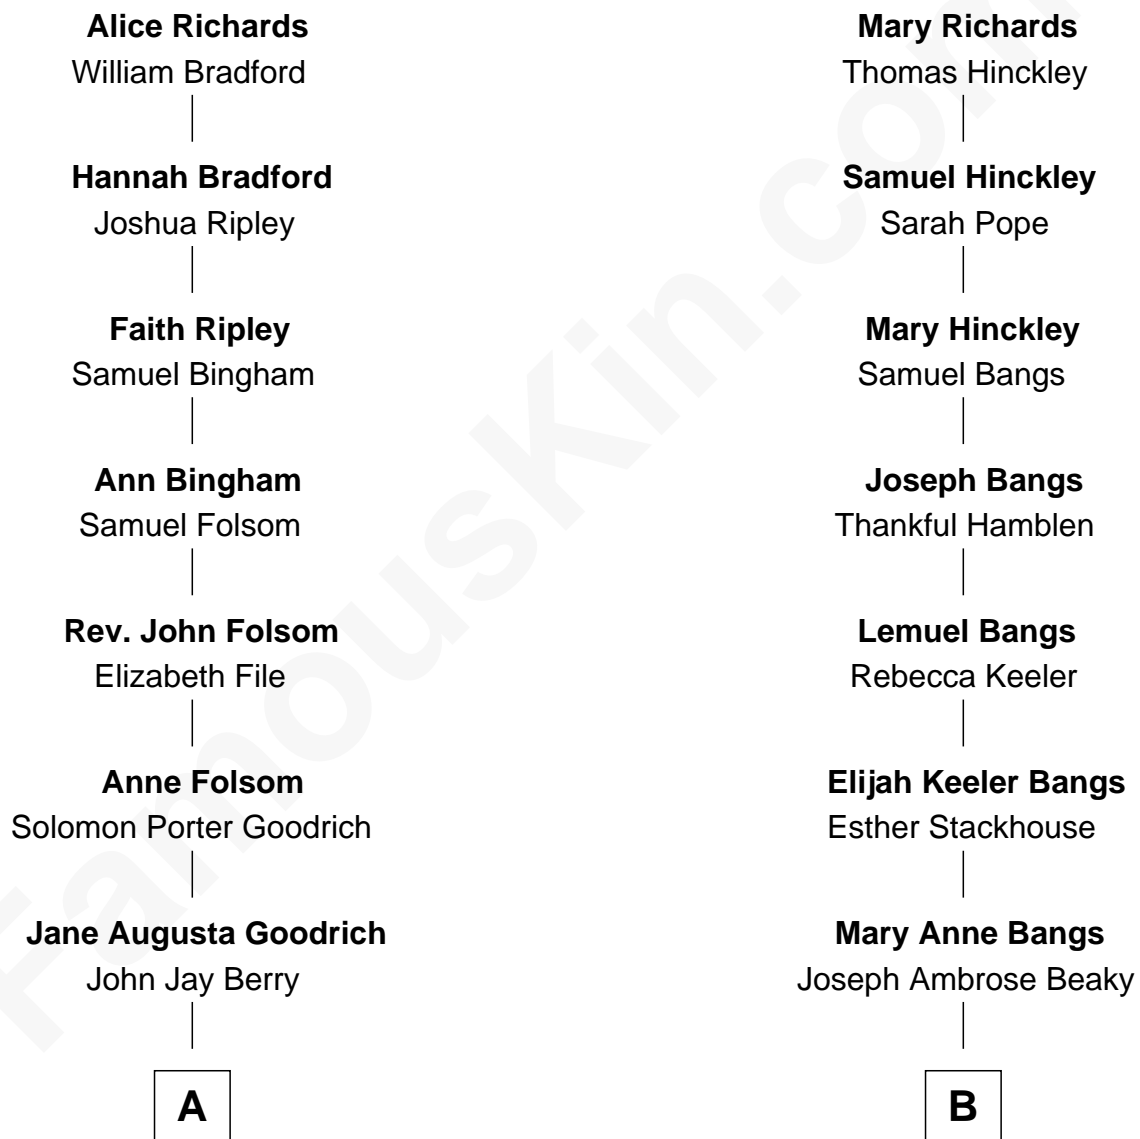 Alice Richards
William Bradford
Hannah Bradford
Joshua Ripley
Faith Ripley
Samuel Bingham
Ann Bingham
Samuel Folsom
Rev. John Folsom
Elizabeth File
Anne Folsom
Solomon Porter Goodrich
Jane Augusta Goodrich
John Jay Berry
A
Mary Richards
Thomas Hinckley
Samuel Hinckley
Sarah Pope
Mary Hinckley
Samuel Bangs
Joseph Bangs
Thankful Hamblen
Lemuel Bangs
Rebecca Keeler
Elijah Keeler Bangs
Esther Stackhouse
Mary Anne Bangs
Joseph Ambrose Beaky
B
FamousKin.com